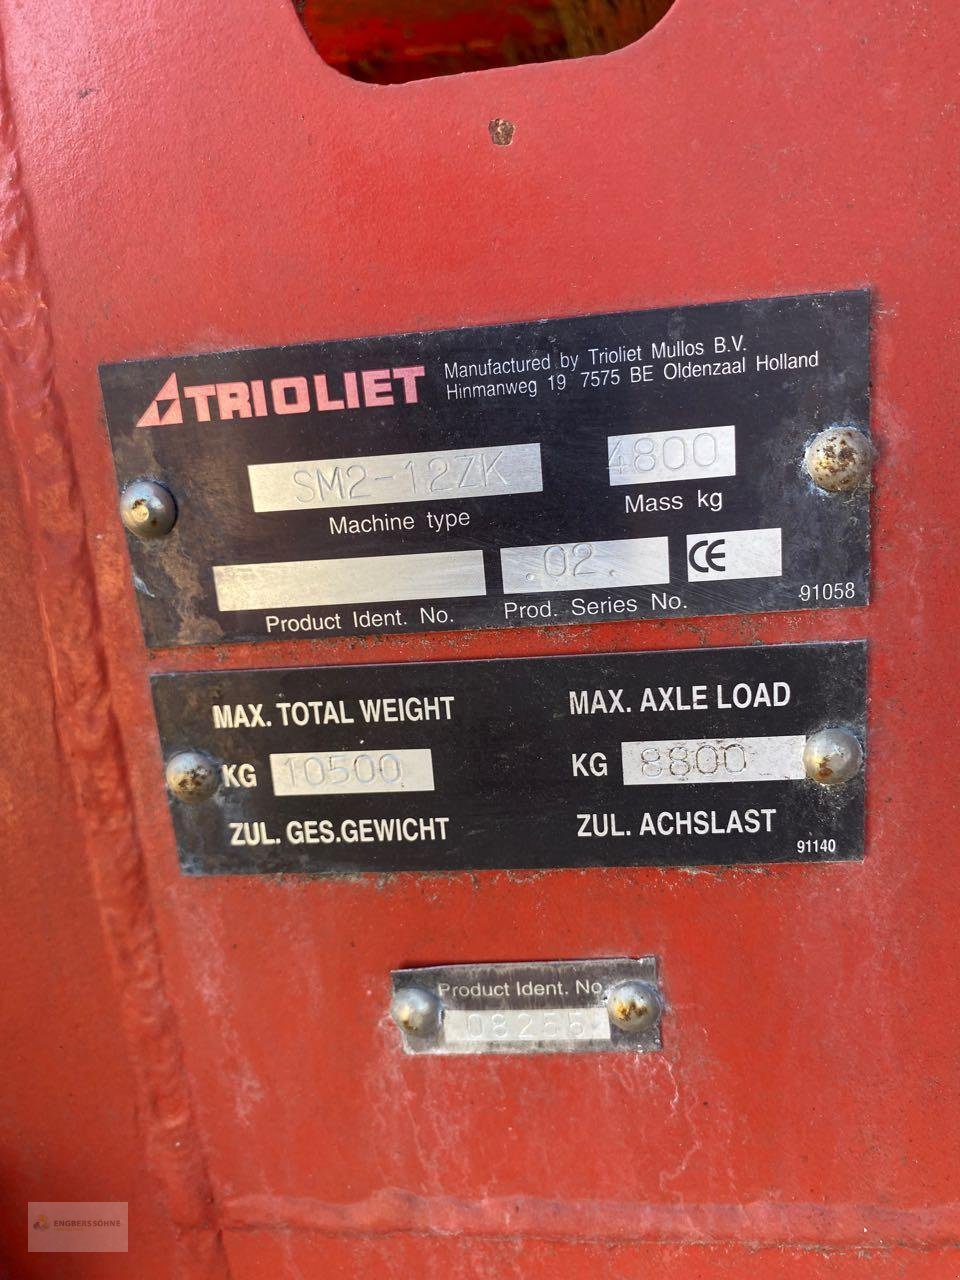 TRIOLIET
Manufactured by Trioliet Mullos B.V.
Hinmanweg 19 7575 BE Oldenzaal Holland
SM2-12ZK
4800
Machine type
Mass kg
.02.
CE
Product Ident. No.
Prod. Series No.
91058
MAX. TOTAL WEIGHT
MAX. AXLE LOAD
KG 10500
KG 8800
ZUL. GES.GEWICHT
ZUL. ACHSLAST
91140
Product Ident. No.
08255
ENGBERS SÖHNE